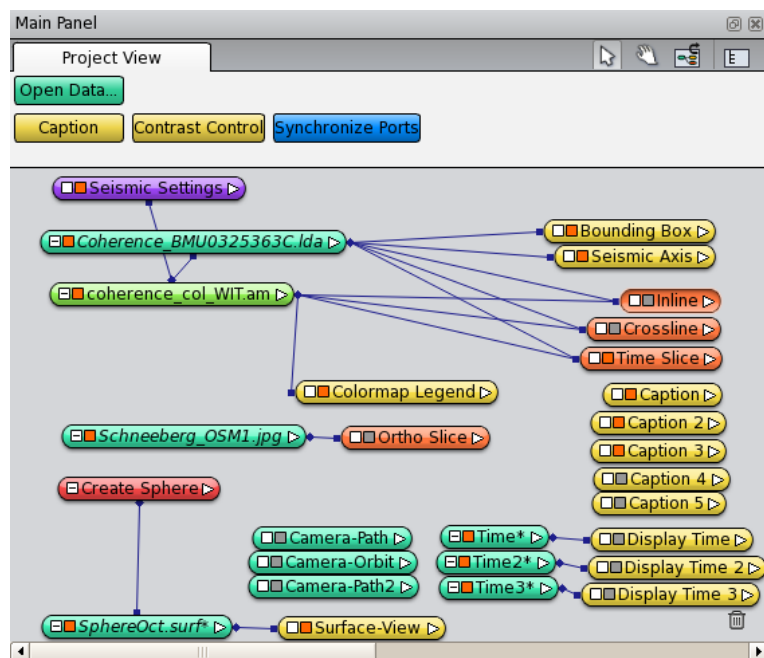 Main Panel
Project View
Open Data...
Caption Contrast Control Synchronize Ports
Seismic Settings
Coherence_BMU0325363C.lda
Bounding Box
Seismic Axis
coherence_col_WIT.am
Inline
Crossline
Time Slice
Colormap Legend
Caption
Caption 2
Schneeberg_OSM1.jpg
Ortho Slice
Caption 3
Caption 4
Create Sphere
Caption 5
Camera-Path
Time*
Display Time
Camera-Orbit
Time2*
Display Time 2
Camera-Path2
Time3*
Display Time 3
SphereOct.surf*
Surface-View